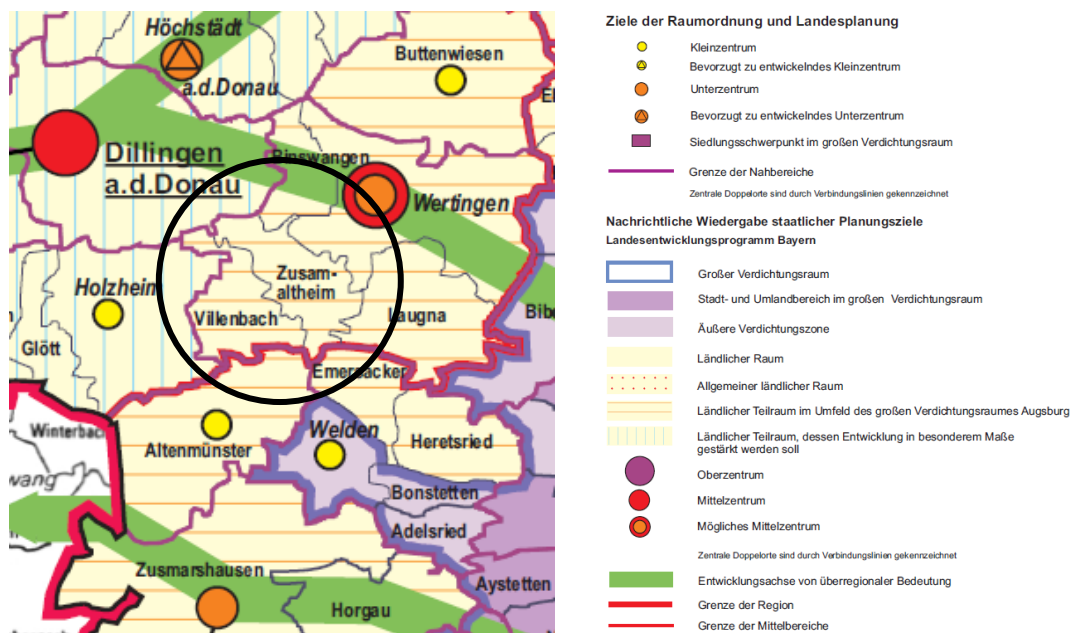 Höchstädt
a.d.Donau
Buttenwiesen
Dillingen
a.d.Donau
Binswangen
Wertingen
Holzheim
Zusam-
altheim
Villenbach
Laugna
Glött
Emersacker
Winterbach
Altenmünster
Welden
Heretsried
Bonstetten
Adelsried
Zusmarshausen
Aystetten
Horgau
Ziele der Raumordnung und Landesplanung
Kleinzentrum
Bevorzugt zu entwickelndes Kleinzentrum
Unterzentrum
Bevorzugt zu entwickelndes Unterzentrum
Siedlungsschwerpunkt im großen Verdichtungsraum
Grenze der Nahbereiche
Zentrale Doppelorte sind durch Verbindungslinien gekennzeichnet
Nachrichtliche Wiedergabe staatlicher Planungsziele
Landesentwicklungsprogramm Bayern
Großer Verdichtungsraum
Stadt- und Umlandbereich im großen Verdichtungsraum
Äußere Verdichtungszone
Ländlicher Raum
Allgemeiner ländlicher Raum
Ländlicher Teilraum im Umfeld des großen Verdichtungsraumes Augsburg
Ländlicher Teilraum, dessen Entwicklung in besonderem Maße
gestärkt werden soll
Oberzentrum
Mittelzentrum
Mögliches Mittelzentrum
Zentrale Doppelorte sind durch Verbindungslinien gekennzeichnet
Entwicklungsachse von überregionaler Bedeutung
Grenze der Region
Grenze der Mittelbereiche